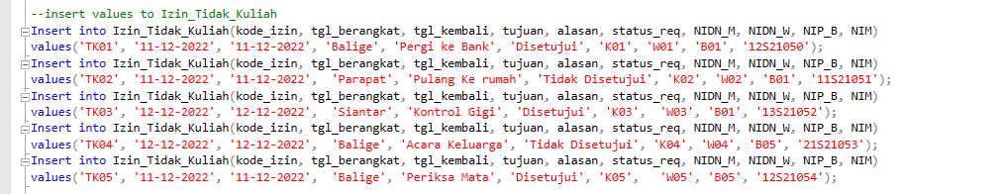 --insert values to Izin_Tidak_Kuliah
Insert into Izin_Tidak_Kuliah(kode_izin, tgl_berangkat, tgl_kembali, tujuan, alasan, status_req, NIDN_M, NIDN_W, NIP_B, NIM)
values('TK01', '11-12-2022', '11-12-2022', 'Balige', 'Pergi ke Bank', 'Disetujui', 'K01', 'W01', 'B01', '12S21050');
Insert into Izin_Tidak_Kuliah(kode_izin, tgl_berangkat, tgl_kembali, tujuan, alasan, status_req, NIDN_M, NIDN_W, NIP_B, NIM)
values('TK02', '11-12-2022', '11-12-2022', 'Parapat', 'Pulang Ke rumah', 'Tidak Disetujui', 'K02', 'W02', 'B01', '11S21051');
Insert into Izin_Tidak_Kuliah(kode_izin, tgl_berangkat, tgl_kembali, tujuan, alasan, status_req, NIDN_M, NIDN_W, NIP_B, NIM)
values('TK03', '12-12-2022', '12-12-2022', 'Siantar', 'Kontrol Gigi', 'Disetujui', 'K03', 'W03', 'B01', '13S21052');
Insert into Izin_Tidak_Kuliah(kode_izin, tgl_berangkat, tgl_kembali, tujuan, alasan, status_req, NIDN_M, NIDN_W, NIP_B, NIM)
values('TK04', '12-12-2022', '12-12-2022', 'Balige', 'Acara Keluarga', 'Tidak Disetujui', 'K04', 'W04', 'B05', '21S21053');
Insert into Izin_Tidak_Kuliah(kode_izin, tgl_berangkat, tgl_kembali, tujuan, alasan, status_req, NIDN_M, NIDN_W, NIP_B, NIM)
values('TK05', '11-12-2022', '11-12-2022', 'Balige', 'Periksa Mata', 'Disetujui', 'K05', 'W05', 'B05', '12S21054');